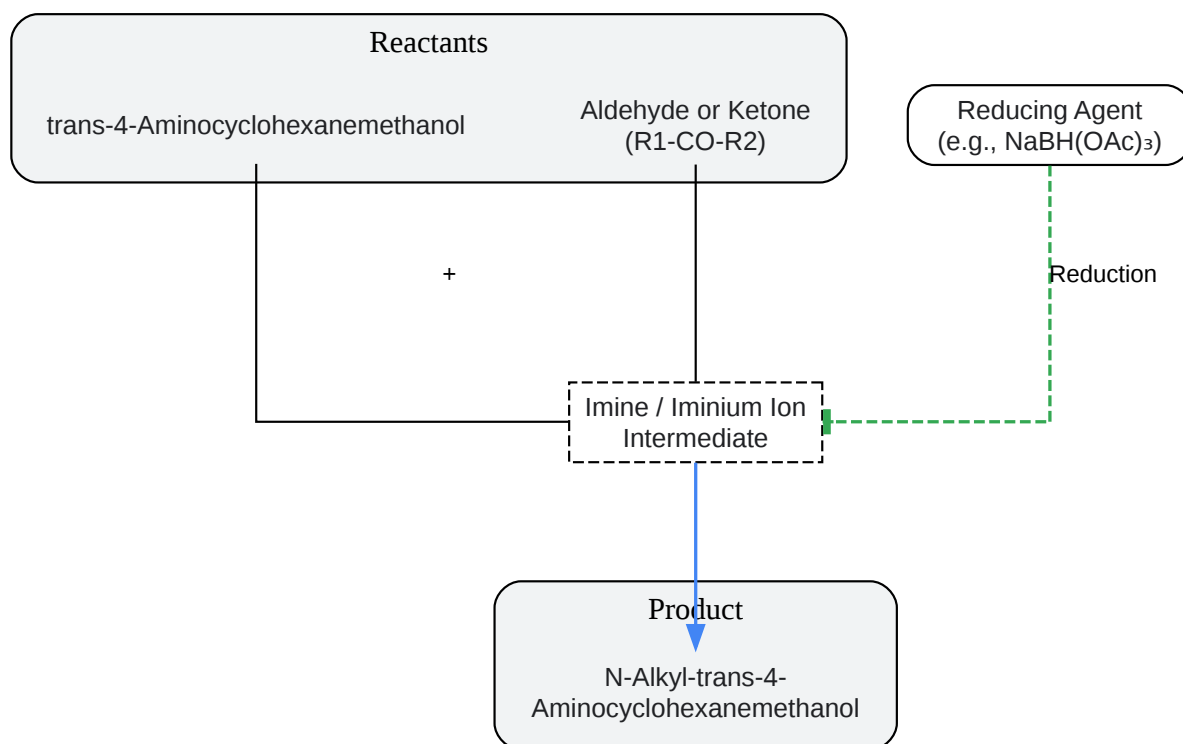 Reactants
trans-4-Aminocyclohexanemethanol
Aldehyde or Ketone
(R1-CO-R2)
Reducing Agent
(e.g., NaBH(OAc)₃)
+
Reduction
Imine / Iminium Ion
Intermediate
Product
N-Alkyl-trans-4-
Aminocyclohexanemethanol